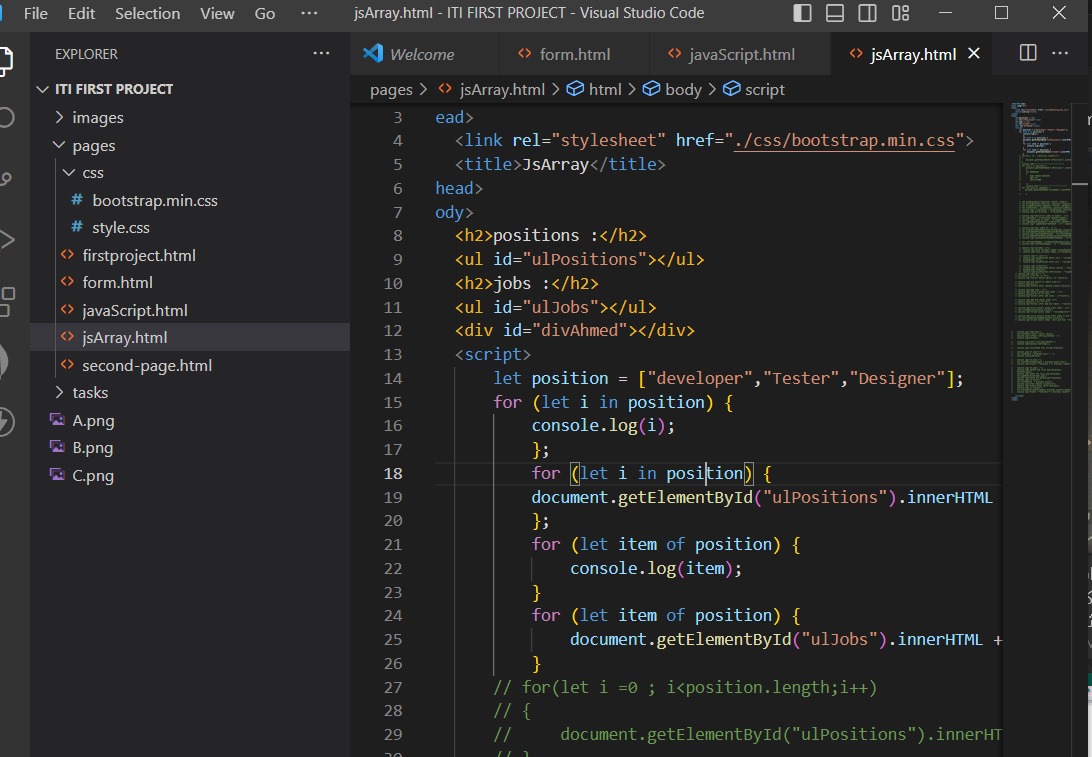 File Edit Selection View Go ··· jsArray.html - ITI FIRST PROJECT - Visual Studio Code
EXPLORER ···
ITI FIRST PROJECT
images
pages
css
# bootstrap.min.css
# style.css
<> firstproject.html
<> form.html
<> javaScript.html
<> jsArray.html
<> second-page.html
tasks
A.png
B.png
C.png
Welcome <> form.html <> javaScript.html <> jsArray.html
pages > <> jsArray.html > html > body > script
3 ead>
4 <link rel="stylesheet" href="./css/bootstrap.min.css">
5 <title>JsArray</title>
6 head>
7 ody>
8 <h2>positions :</h2>
9 <ul id="ulPositions"></ul>
10 <h2>jobs :</h2>
11 <ul id="ulJobs"></ul>
12 <div id="divAhmed"></div>
13 <script>
14 let position = ["developer","Tester","Designer"];
15 for (let i in position) {
16 console.log(i);
17 };
18 for (let i in position) {
19 document.getElementById("ulPositions").innerHTML
20 };
21 for (let item of position) {
22 console.log(item);
23 }
24 for (let item of position) {
25 document.getElementById("ulJobs").innerHTML +
26 }
27 // for(let i =0 ; i<position.length;i++)
28 // {
29 // document.getElementById("ulPositions").innerHT
30 // }